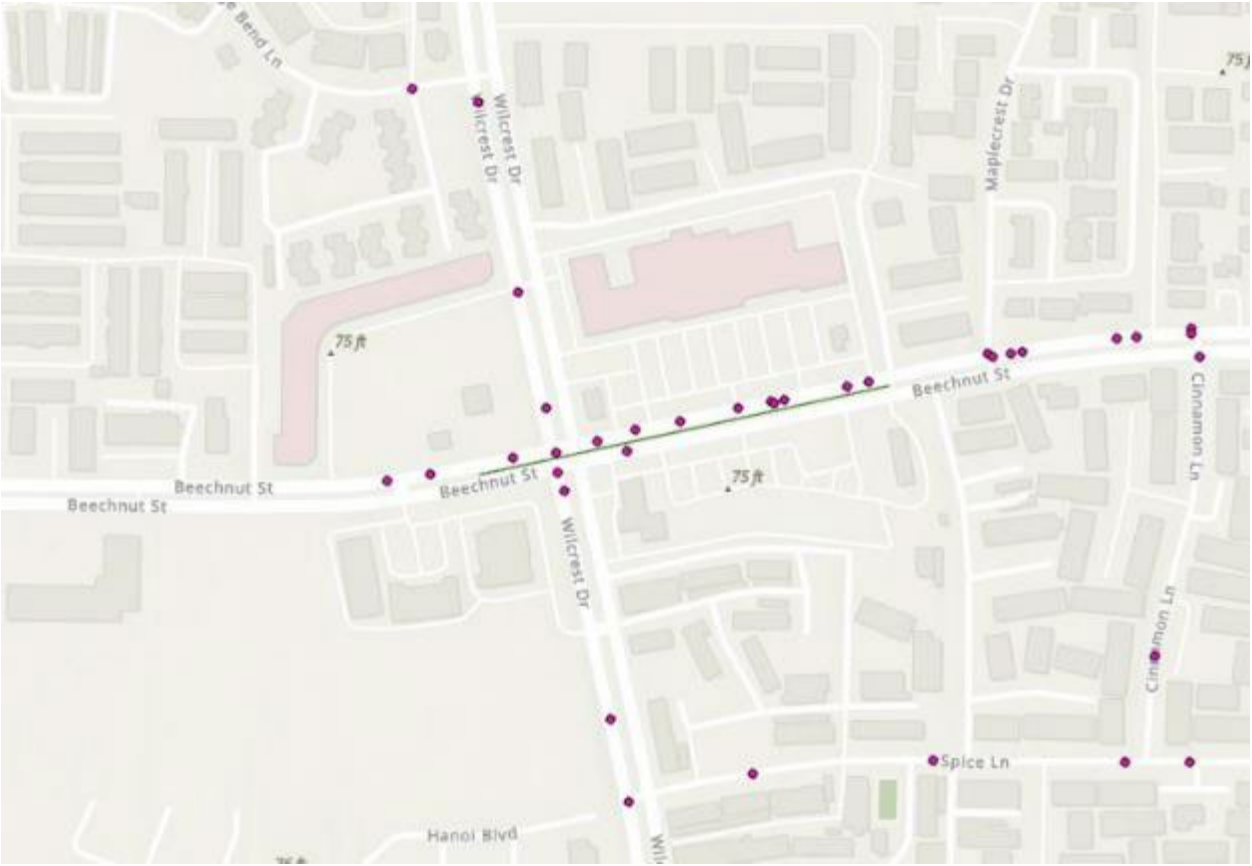 Bend Ln
75 f
Wilcrest Dr
Wilcrest Dr
Maplecrest Dr
75 ft
Beechnut St
Cinnamon Ln
Beechnut St
Beechnut St
Beechnut St
75 ft
Wilcrest Dr
Cinnamon Ln
Spice Ln
Hanoi Blvd